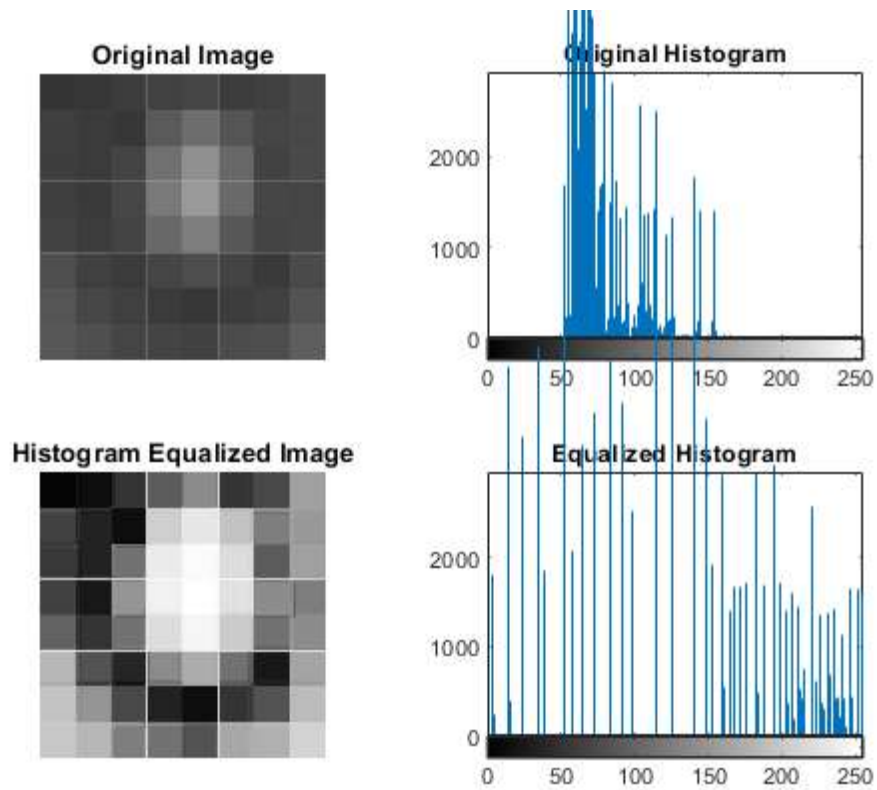 Original Image
Original Histogram
2000
1000
0
0 50 100 150 200 250
Histogram Equalized Image
Equalized Histogram
2000
1000
0
0 50 100 150 200 250